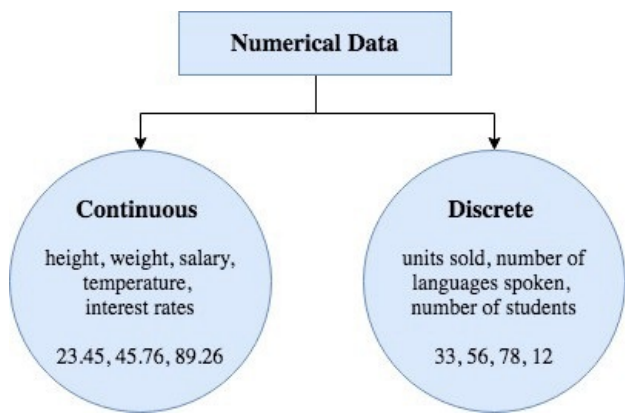 Numerical Data
Continuous
height, weight, salary,
temperature,
interest rates
23.45, 45.76, 89.26
Discrete
units sold, number of
languages spoken,
number of students
33, 56, 78, 12